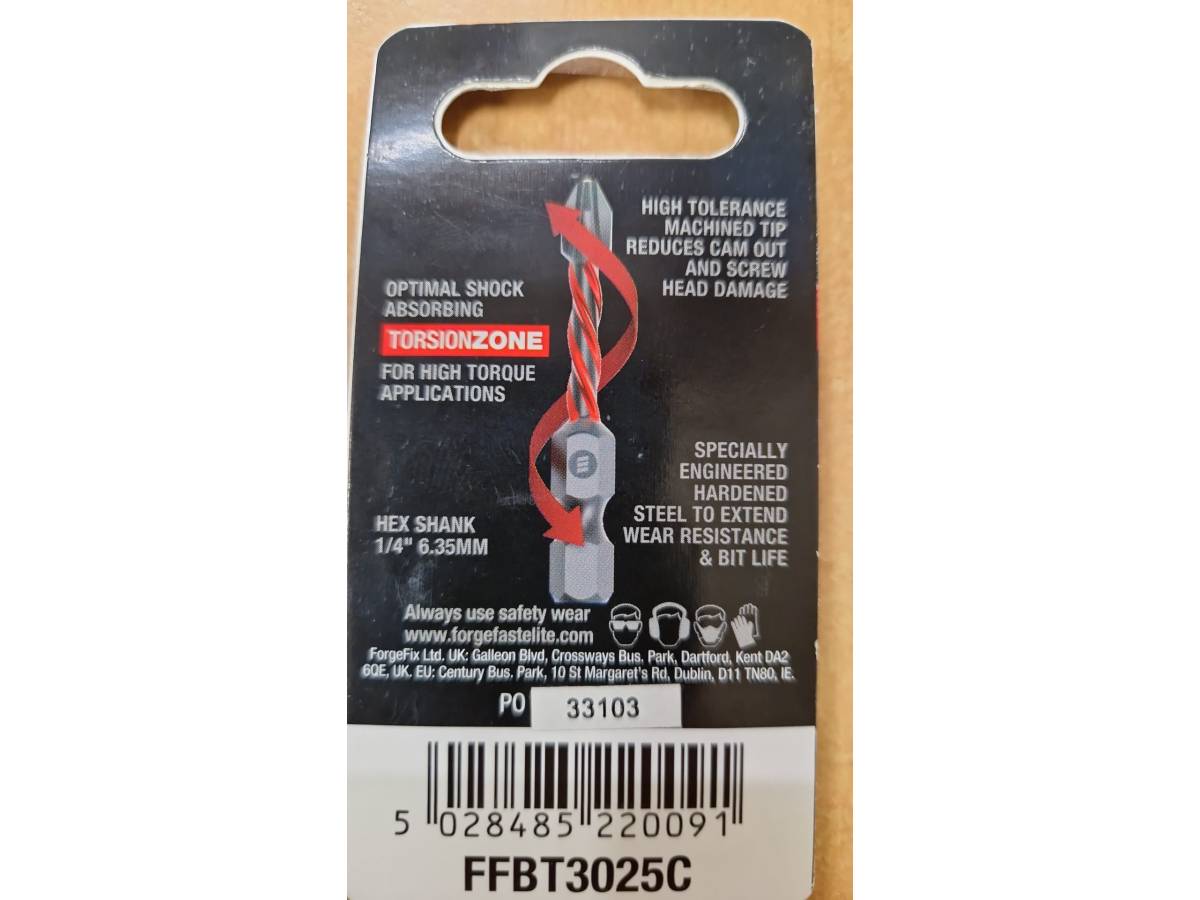 HIGH TOLERANCE
MACHINED TIP
REDUCES CAM OUT
AND SCREW
HEAD DAMAGE
OPTIMAL SHOCK
ABSORBING
TORSIONZONE
FOR HIGH TORQUE
APPLICATIONS
SPECIALLY
ENGINEERED
HARDENED
STEEL TO EXTEND
WEAR RESISTANCE
& BIT LIFE
HEX SHANK
1/4" 6.35MM
Always use safety wear
www.forgefastelite.com
ForgeFix Ltd. UK: Galleon Blvd, Crossways Bus. Park, Dartford, Kent DA2
6QE, UK. EU: Century Bus. Park, 10 St Margaret's Rd, Dublin, D11 TN80, IE.
PO 33103
5 028485 220091
FFBT3025C